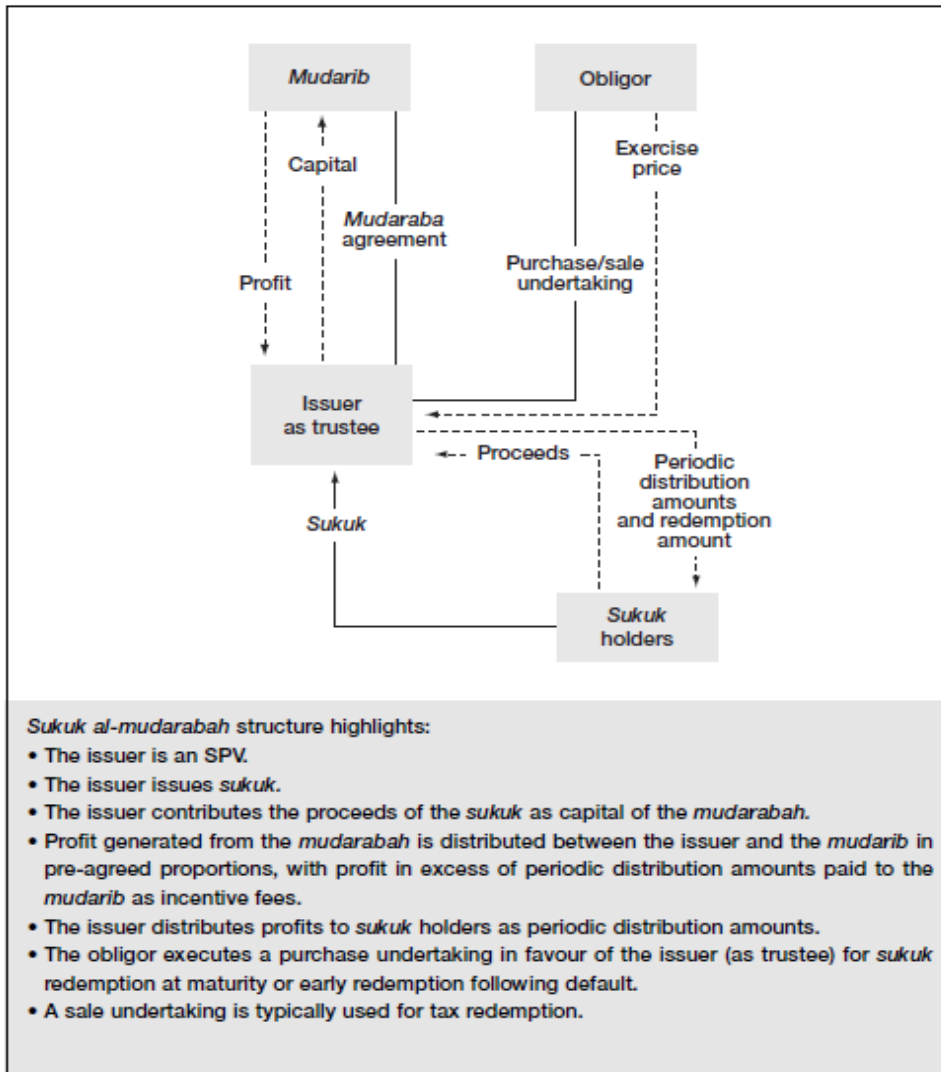 Mudarib
Obligor
Exercise
price
Capital
Mudaraba
agreement
Purchase/sale
undertaking
Profit
Issuer
as trustee
Proceeds
Periodic
distribution
amounts
and redemption
amount
Sukuk
Sukuk
holders
Sukuk al-mudarabah structure highlights:
• The issuer is an SPV.
• The issuer issues sukuk.
• The issuer contributes the proceeds of the sukuk as capital of the mudarabah.
• Profit generated from the mudarabah is distributed between the issuer and the mudarib in
pre-agreed proportions, with profit in excess of periodic distribution amounts paid to the
mudarib as incentive fees.
• The issuer distributes profits to sukuk holders as periodic distribution amounts.
• The obligor executes a purchase undertaking in favour of the issuer (as trustee) for sukuk
redemption at maturity or early redemption following default.
• A sale undertaking is typically used for tax redemption.